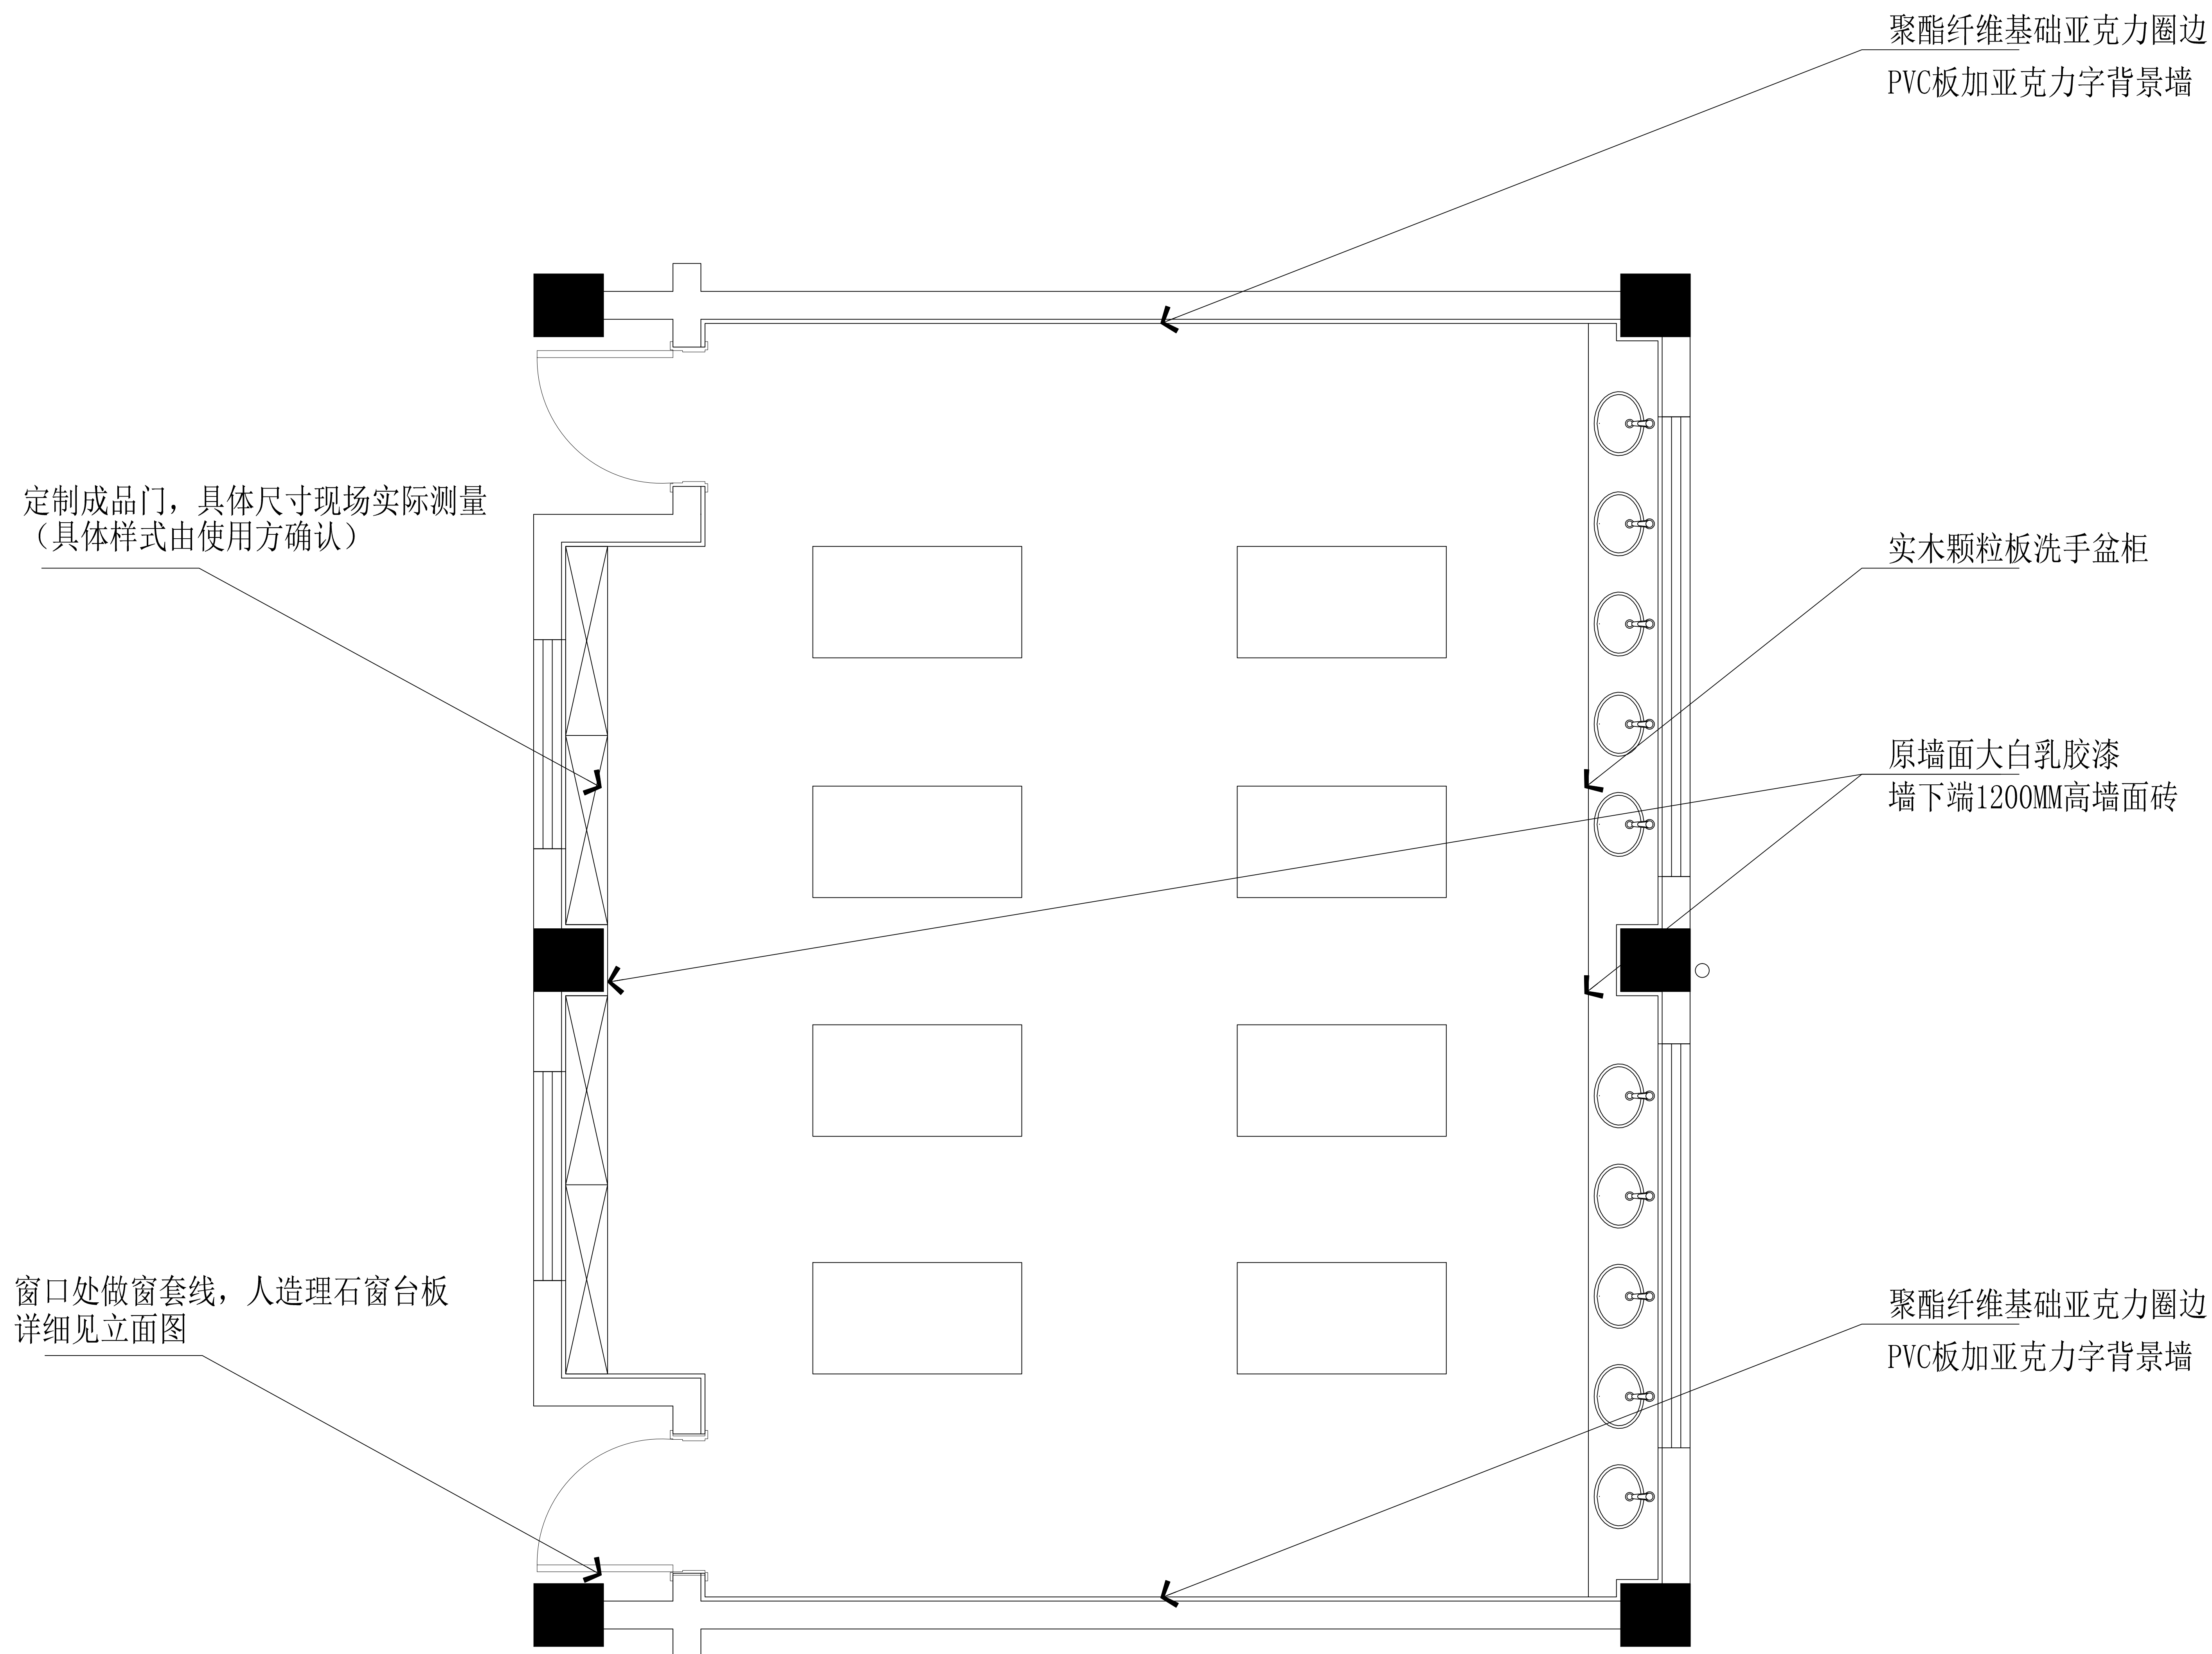 聚酯纤维基础亚克力圈边
PVC板加亚克力字背景墙
定制成品门，具体尺寸现场实际测量
（具体样式由使用方确认）
实木颗粒板洗手盆柜
原墙面大白乳胶漆
墙下端1200MM高墙面砖
窗口处做窗套线，人造理石窗台板
详细见立面图
聚酯纤维基础亚克力圈边
PVC板加亚克力字背景墙